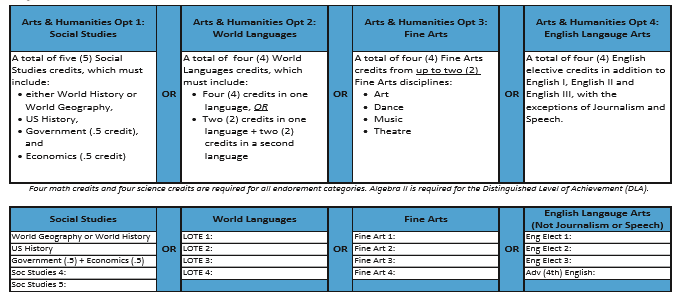 Arts & Humanities Opt 1:
Social Studies
A total of five (5) Social
Studies credits, which must
include:
• either World History or
World Geography,
• US History,
• Government (.5 credit),
and
• Economics (.5 credit)
OR
Arts & Humanities Opt 2:
World Languages
A total of four (4) World
Languages credits, which
must include:
• Four (4) credits in one
language, OR
• Two (2) credits in one
language + two (2)
credits in a second
language
OR
Arts & Humanities Opt 3:
Fine Arts
A total of four (4) Fine Arts
credits from up to two (2)
Fine Arts disciplines:
• Art
• Dance
• Music
• Theatre
OR
Arts & Humanities Opt 4:
English Langauge Arts
A total of four (4) English
elective credits in addition to
English I, English II and
English III, with the
exceptions of Journalism and
Speech.
Four math credits and four science credits are required for all endorement categories. Algebra II is required for the Distinguished Level of Achievement (DLA).
Social Studies
World Geography or World History
US History
Government (.5) + Economics (.5)
Soc Studies 4:
Soc Studies 5:
OR
World Languages
LOTE 1:
LOTE 2:
LOTE 3:
LOTE 4:
OR
Fine Arts
Fine Art 1:
Fine Art 2:
Fine Art 3:
Fine Art 4:
OR
English Langauge Arts
(Not Journalism or Speech)
Eng Elect 1:
Eng Elect 2:
Eng Elect 3:
Adv (4th) English: